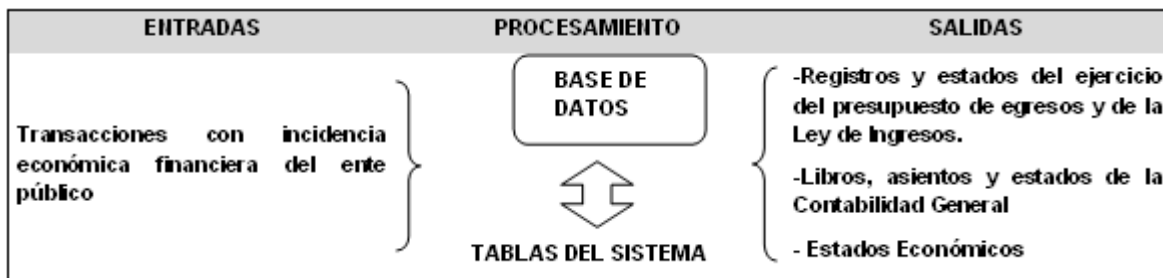 ENTRADAS
PROCESAMIENTO
SALIDAS
Transacciones con incidencia
económica financiera del ente
público
BASE DE
DATOS
TABLAS DEL SISTEMA
-Registros y estados del ejercicio
del presupuesto de egresos y de la
Ley de Ingresos.
-Libros, asientos y estados de la
Contabilidad General
- Estados Económicos